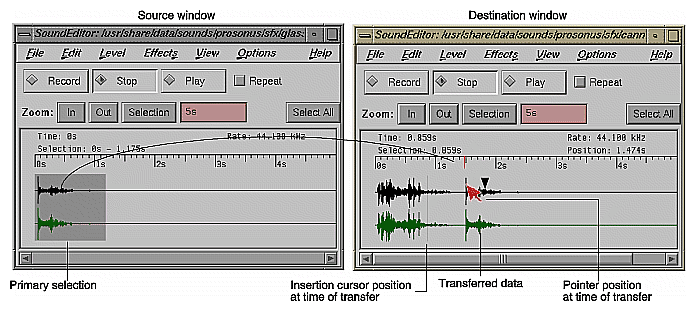 Source window
Destination window
SoundEditor: /usr/share/data/sounds/prosonus/sfx/glas
File Edit Level Effects View Options Help
Record Stop Play Repeat
Zoom: In Out Selection 5s Select All
Time: 0s Rate: 44.100 kHz
Selection: 0s - 1.175s
0s 1s 2s 3s 4s
SoundEditor: /usr/share/data/sounds/prosonus/sfx/cann
File Edit Level Effects View Options Help
Record Stop Play Repeat
Zoom: In Out Selection 5s Select All
Time: 0.859s Rate: 44.100 kHz
Selection: 0.859s Position: 1.474s
0s 1s 2s 3s 4s
Primary selection
Insertion cursor position
at time of transfer
Transferred data
Pointer position
at time of transfer